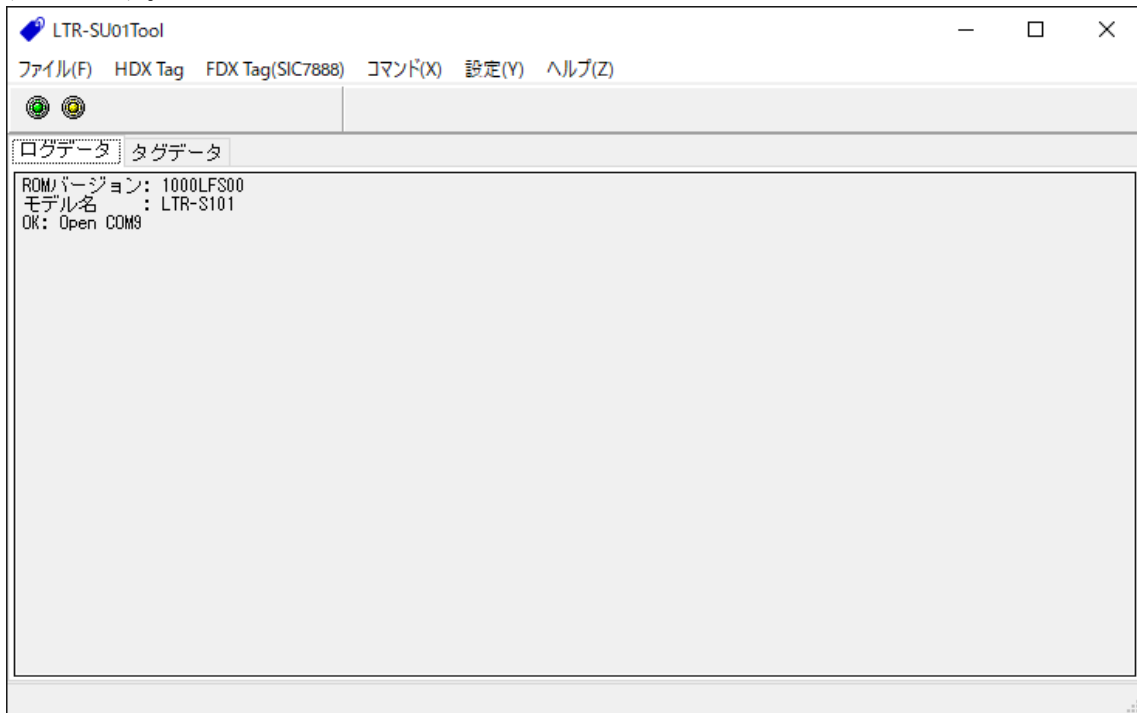 LTR-SU01Tool
ファイル(F) HDX Tag FDX Tag(SIC7888) コマンド(X) 設定(Y) ヘルプ(Z)
ログデータ タグデータ
ROMバージョン: 1000LFS00
モデル名 : LTR-S101
OK: Open COM9